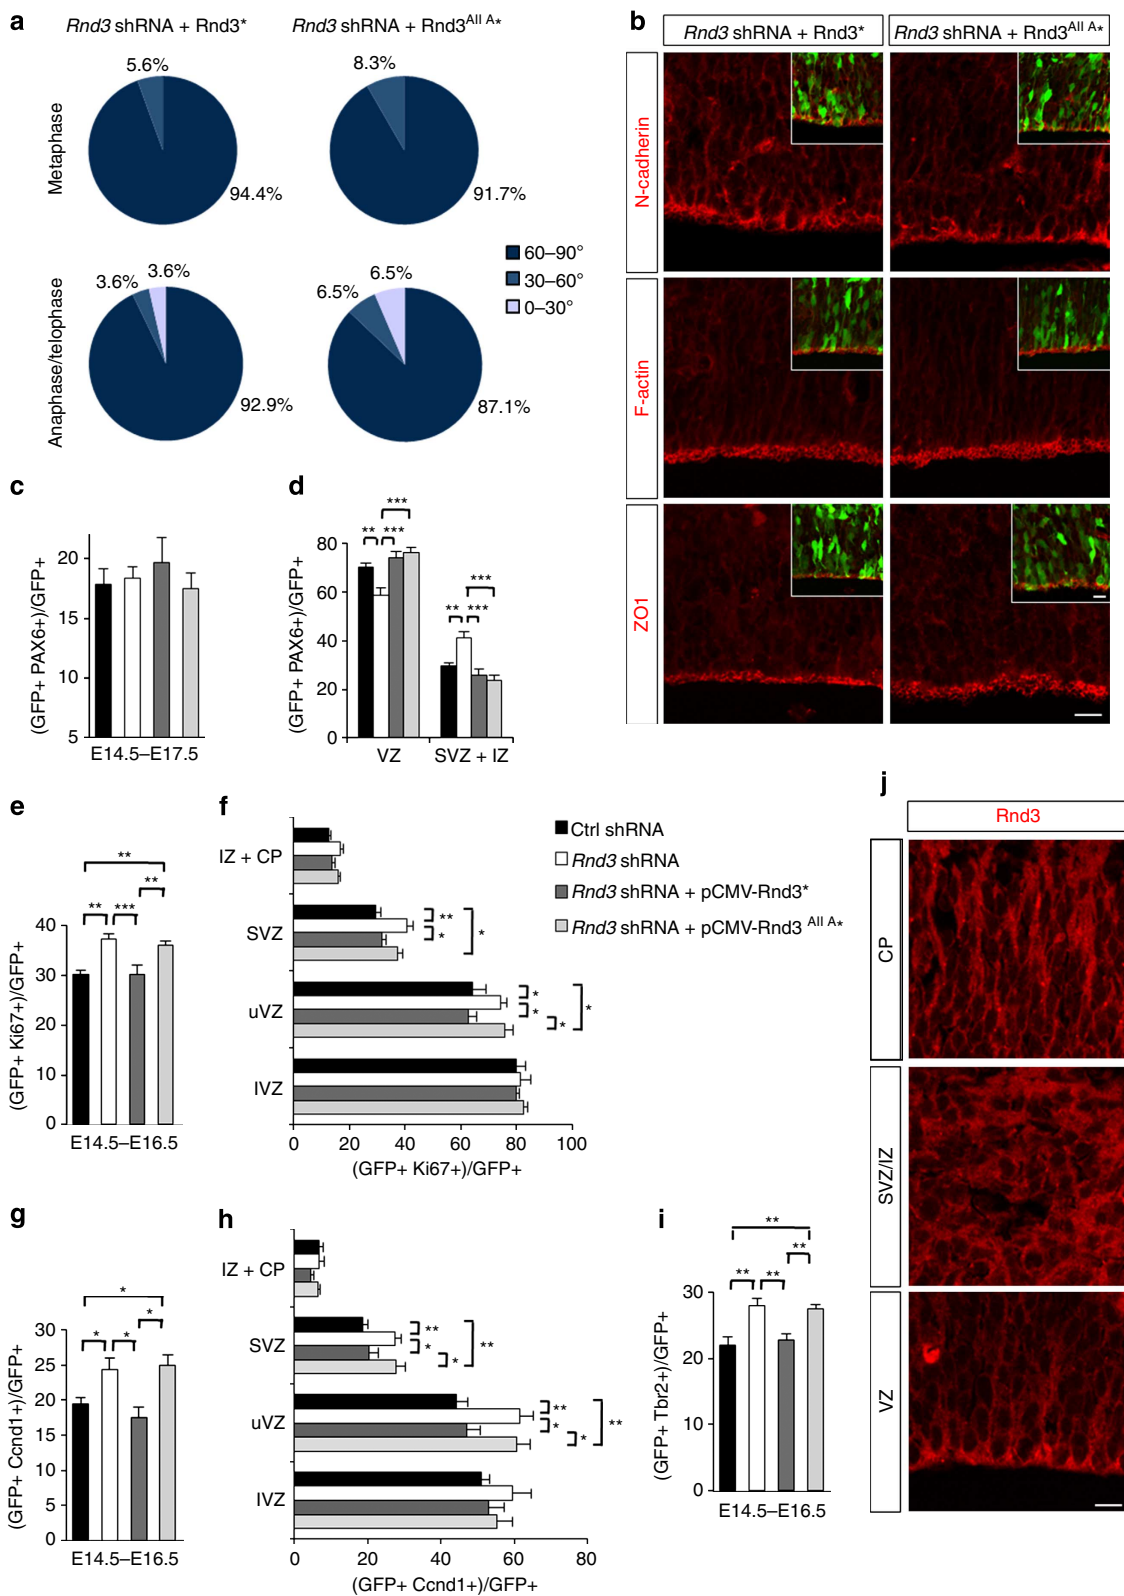 a
Rnd3 shRNA + Rnd3*
Rnd3 shRNA + Rnd3All A*
Metaphase
5.6%
94.4%
8.3%
91.7%
Anaphase/telophase
3.6%
3.6%
92.9%
6.5%
6.5%
87.1%
60–90°
30–60°
0–30°
b
Rnd3 shRNA + Rnd3*
Rnd3 shRNA + Rnd3All A*
N-cadherin
F-actin
ZO1
c
(GFP+ PAX6+)/GFP+
20
15
10
5
E14.5–E17.5
d
(GFP+ PAX6+)/GFP+
80
60
40
20
0
***
** ***
***
** ***
VZ
SVZ + IZ
e
(GFP+ Ki67+)/GFP+
40
30
20
10
0
**
**
** ***
E14.5–E16.5
f
IZ + CP
SVZ
uVZ
lVZ
**
*
*
*
*
*
*
0 20 40 60 80 100
(GFP+ Ki67+)/GFP+
Ctrl shRNA
Rnd3 shRNA
Rnd3 shRNA + pCMV-Rnd3*
Rnd3 shRNA + pCMV-Rnd3 All A*
g
(GFP+ Ccnd1+)/GFP+
30
25
20
15
10
5
0
*
*
* *
E14.5–E16.5
h
IZ + CP
SVZ
uVZ
lVZ
**
*
*
**
**
*
*
**
0 20 40 60 80
(GFP+ Ccnd1+)/GFP+
i
(GFP+ Tbr2+)/GFP+
30
20
10
0
**
**
** **
E14.5–E16.5
j
Rnd3
CP
SVZ/IZ
VZ